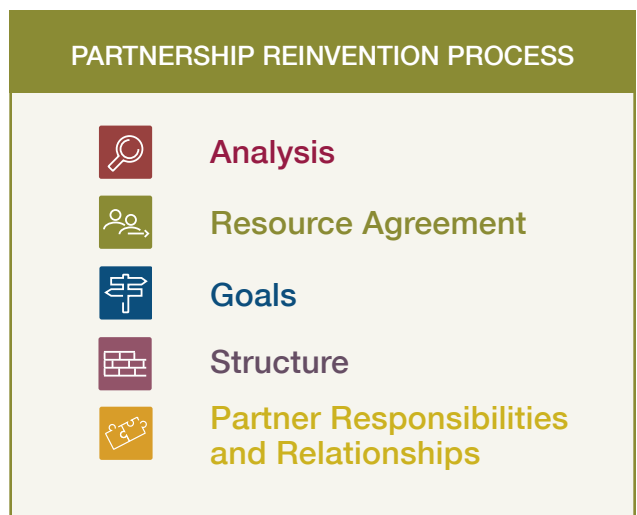 PARTNERSHIP REINVENTION PROCESS
Analysis
Resource Agreement
Goals
Structure
Partner Responsibilities
and Relationships